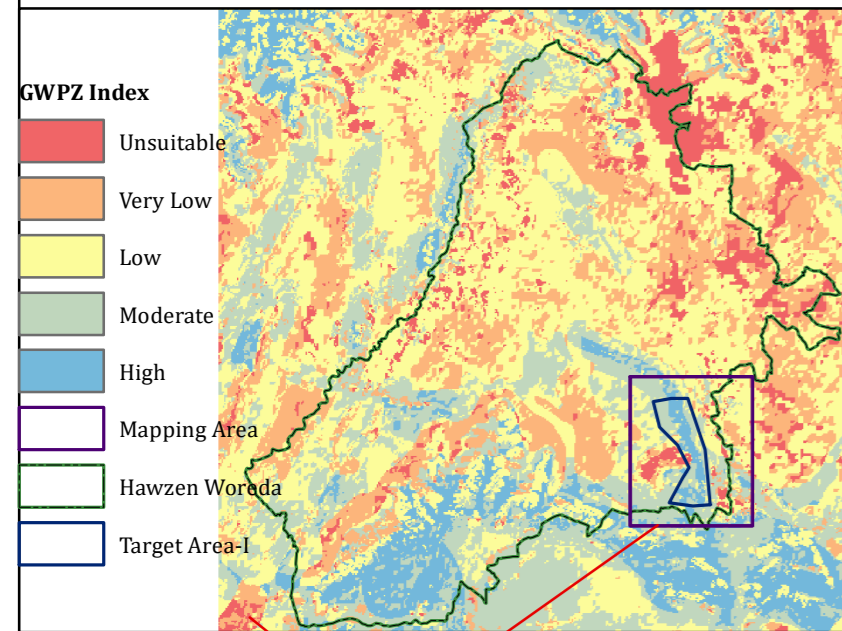 GWPZ Index
Unsuitable
Very Low
Low
Moderate
High
Mapping Area
Hawzen Woreda
Target Area-I